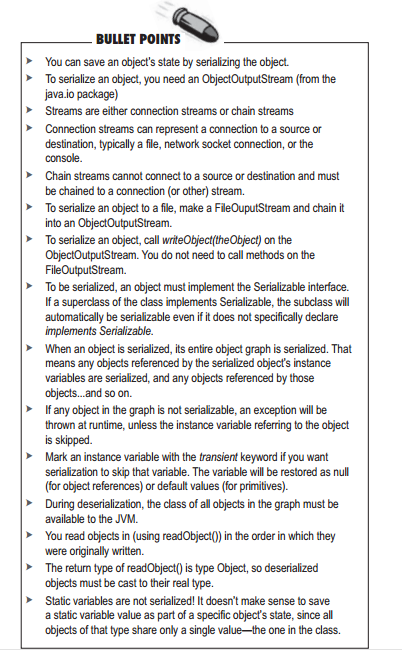 BULLET POINTS
You can save an object's state by serializing the object.
To serialize an object, you need an ObjectOutputStream (from the
java.io package)
Streams are either connection streams or chain streams
Connection streams can represent a connection to a source or
destination, typically a file, network socket connection, or the
console.
Chain streams cannot connect to a source or destination and must
be chained to a connection (or other) stream.
To serialize an object to a file, make a FileOuputStream and chain it
into an ObjectOutputStream.
To serialize an object, call writeObject(theObject) on the
ObjectOutputStream. You do not need to call methods on the
FileOutputStream.
To be serialized, an object must implement the Serializable interface.
If a superclass of the class implements Serializable, the subclass will
automatically be serializable even if it does not specifically declare
implements Serializable.
When an object is serialized, its entire object graph is serialized. That
means any objects referenced by the serialized object's instance
variables are serialized, and any objects referenced by those
objects...and so on.
If any object in the graph is not serializable, an exception will be
thrown at runtime, unless the instance variable referring to the object
is skipped.
Mark an instance variable with the transient keyword if you want
serialization to skip that variable. The variable will be restored as null
(for object references) or default values (for primitives).
During deserialization, the class of all objects in the graph must be
available to the JVM.
You read objects in (using readObject()) in the order in which they
were originally written.
The return type of readObject() is type Object, so deserialized
objects must be cast to their real type.
Static variables are not serialized! It doesn't make sense to save
a static variable value as part of a specific object's state, since all
objects of that type share only a single value—the one in the class.